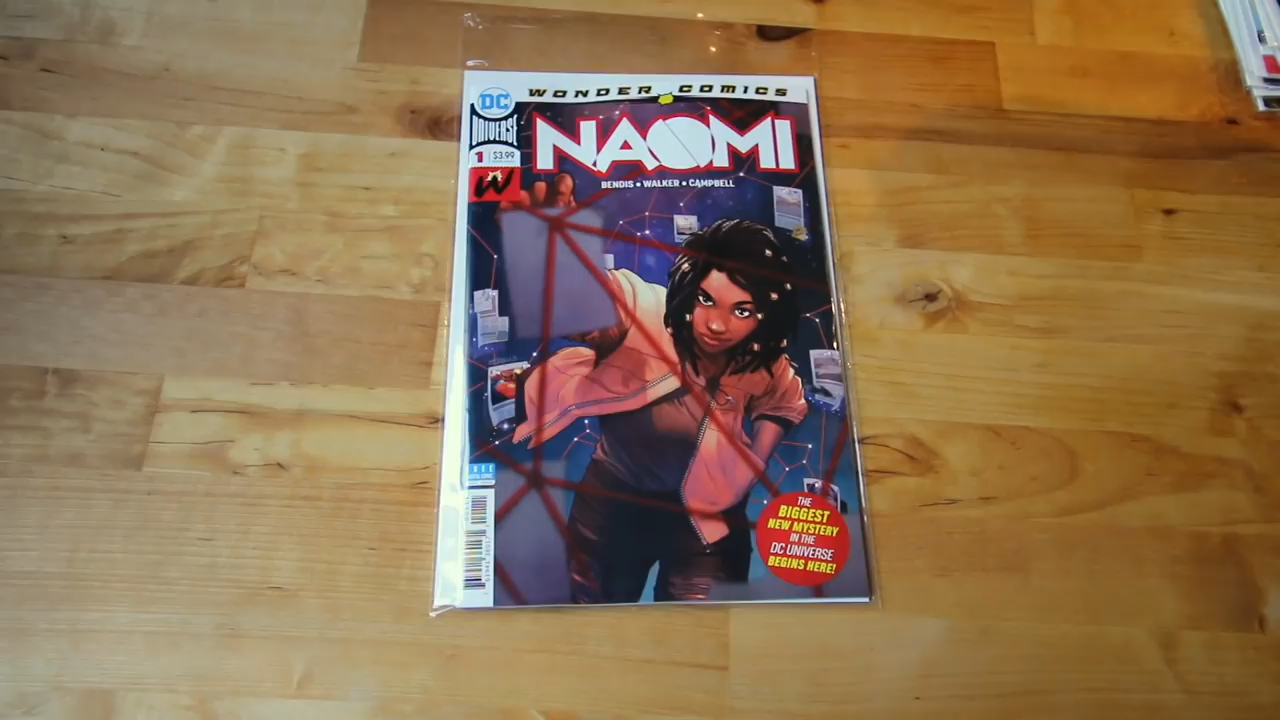 WONDER COMICS
DC
UNIVERSE
1 $3.99
W
NAOMI
BENDIS • WALKER • CAMPBELL
THE
BIGGEST
NEW MYSTERY
IN THE
DC UNIVERSE
BEGINS HERE!